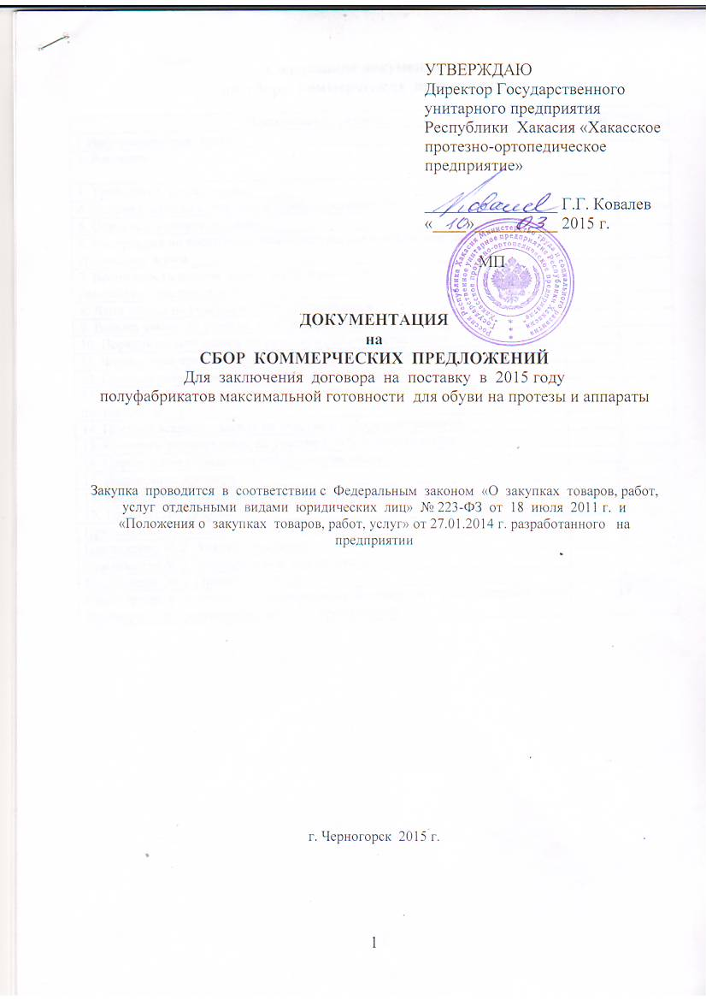 УТВЕРЖДАЮ
Директор Государственного
унитарного предприятия
Республики Хакасия «Хакасское
протезно-ортопедическое
предприятие»
Г.Г. Ковалев
« 10 » 03 2015 г.
МП
ДОКУМЕНТАЦИЯ
на
СБОР КОММЕРЧЕСКИХ ПРЕДЛОЖЕНИЙ
Для заключения договора на поставку в 2015 году
полуфабрикатов максимальной готовности для обуви на протезы и аппараты
Закупка проводится в соответствии с Федеральным законом «О закупках товаров, работ,
услуг отдельными видами юридических лиц» № 223-ФЗ от 18 июля 2011 г. и
«Положения о закупках товаров, работ, услуг» от 27.01.2014 г. разработанного на
предприятии
г. Черногорск 2015 г.
1